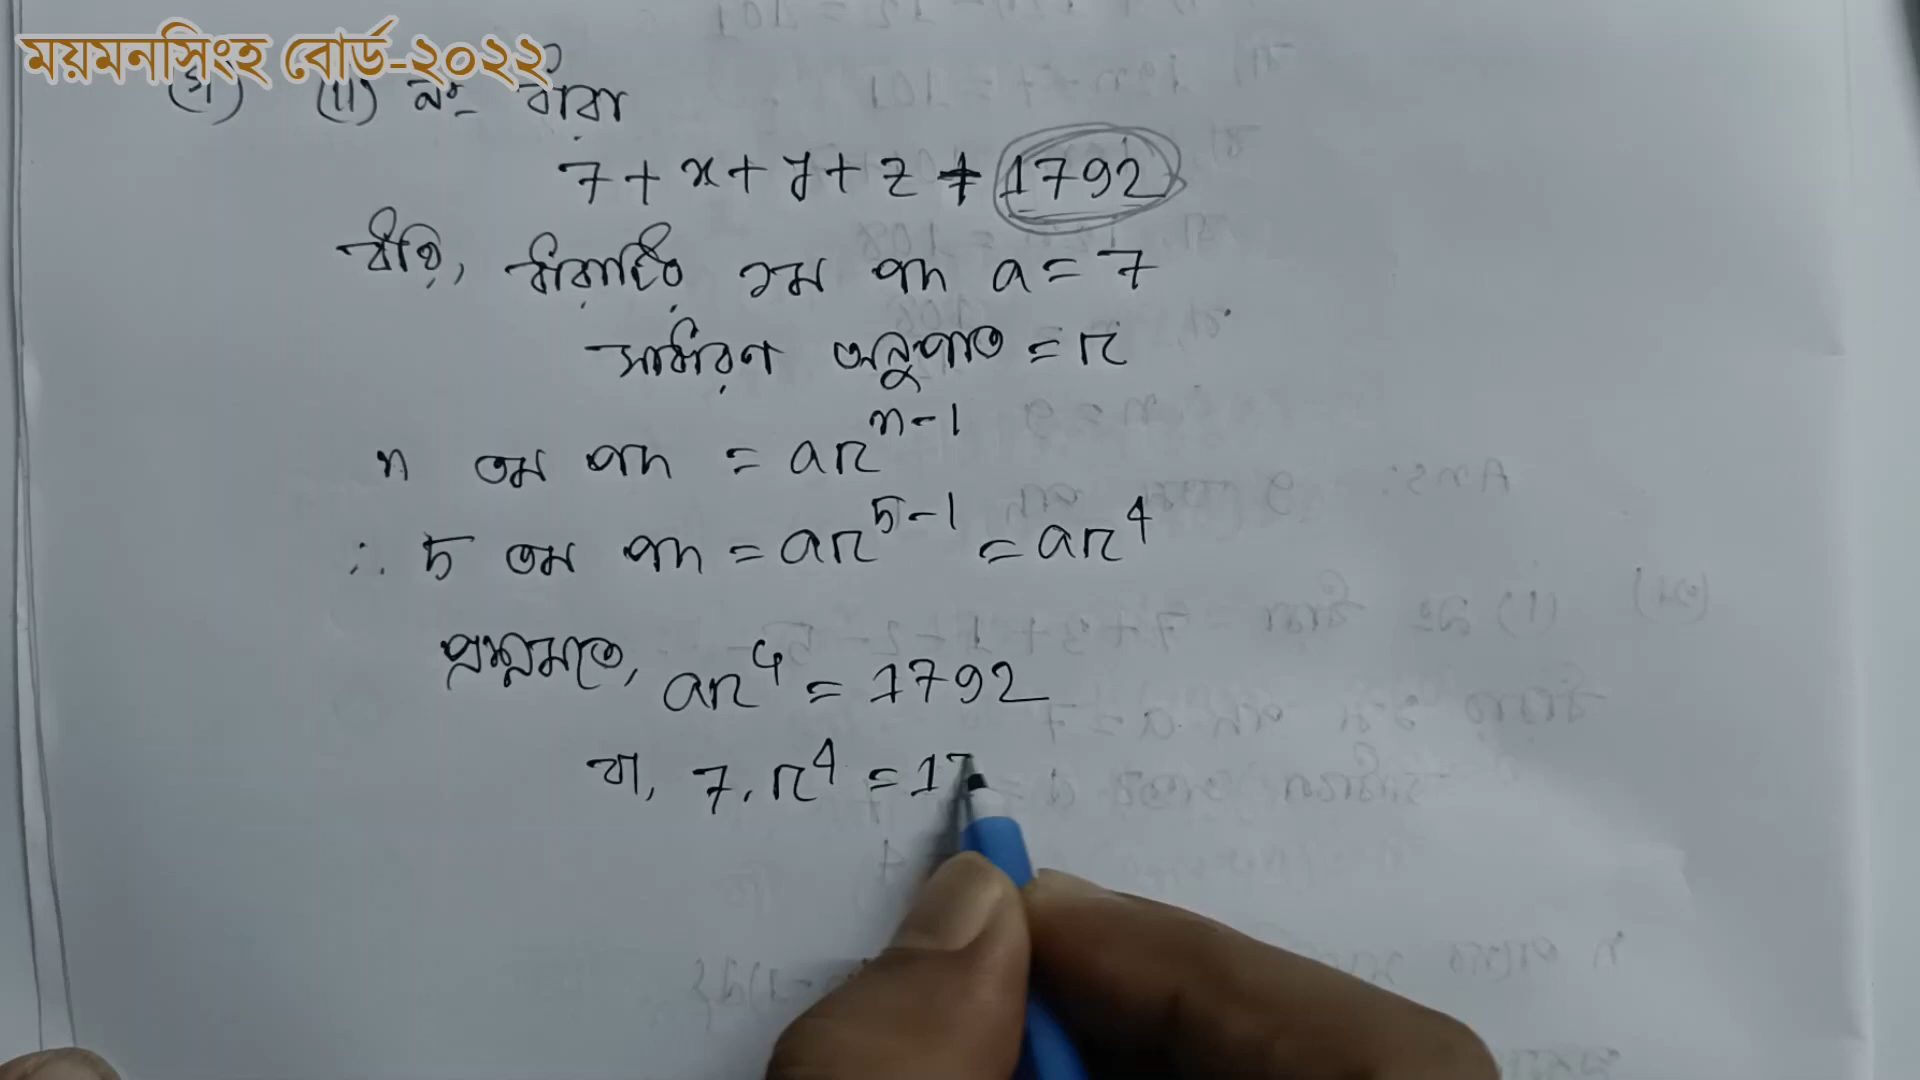 ময়মনসিংহ বোর্ড-২০২২
(গ) (ii) নং ধারা
7 + x + y + z + 1792
ধরি, ধারাটির ১ম পদ a = 7
সাধারণ অনুপাত = r
n তম পদ = ar^{n-1}
∴ 5 তম পদ = ar^{5-1} = ar^4
প্রশ্নমতে, ar^4 = 1792
বা, 7. r^4 = 17